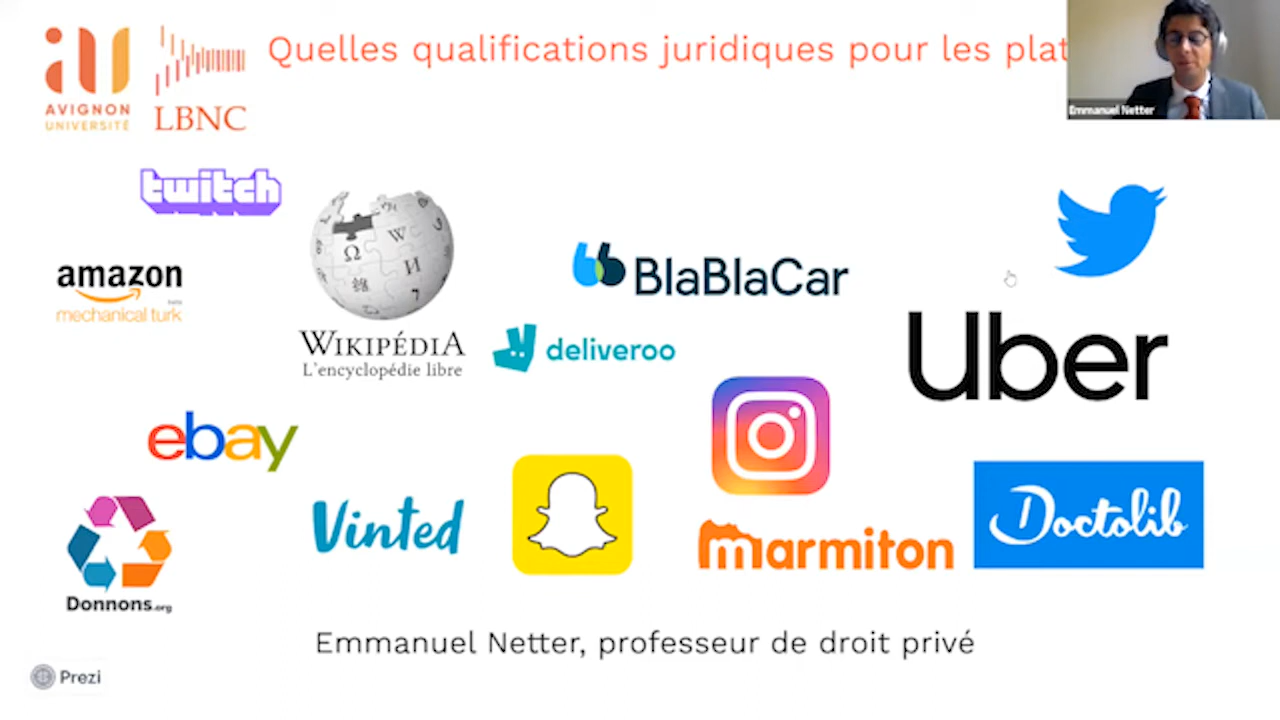 Quelles qualifications juridiques pour les plat
AVIGNON
UNIVERSITÉ
LBNC
Emmanuel Netter
twitch
amazon
beta
mechanical turk
Ω
W
И
WIKIPÉDIA
L'encyclopédie libre
BlaBlaCar
deliveroo
Uber
ebay
Vinted
marmiton
Doctolib
Donnons.org
Emmanuel Netter, professeur de droit privé
Prezi